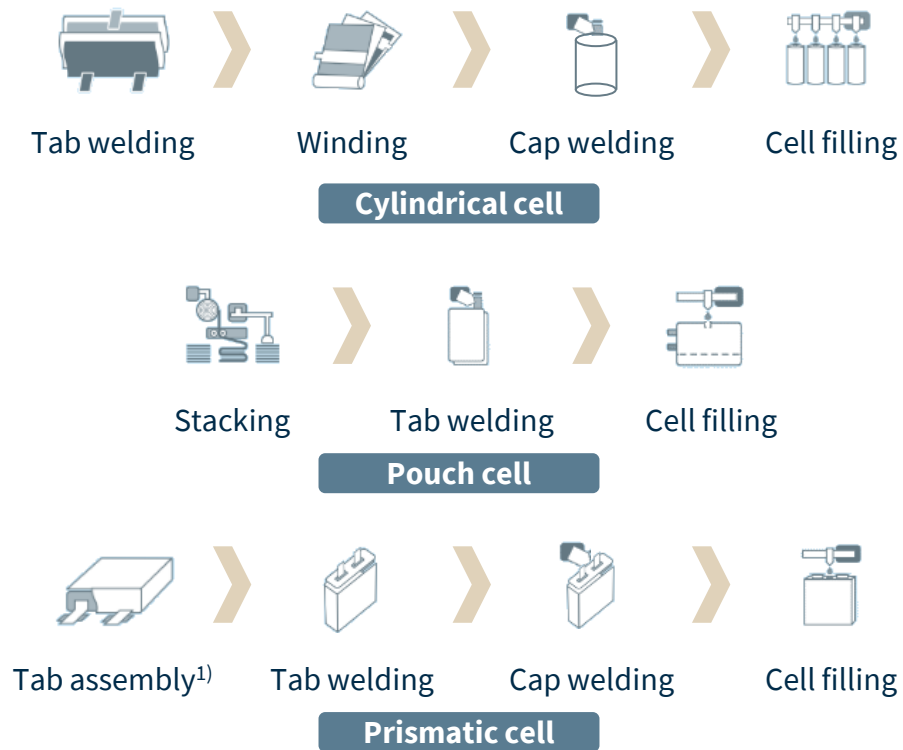 Tab welding
Winding
Cap welding
Cell filling
Cylindrical cell
Stacking
Tab welding
Cell filling
Pouch cell
Tab assembly1)
Tab welding
Cap welding
Cell filling
Prismatic cell